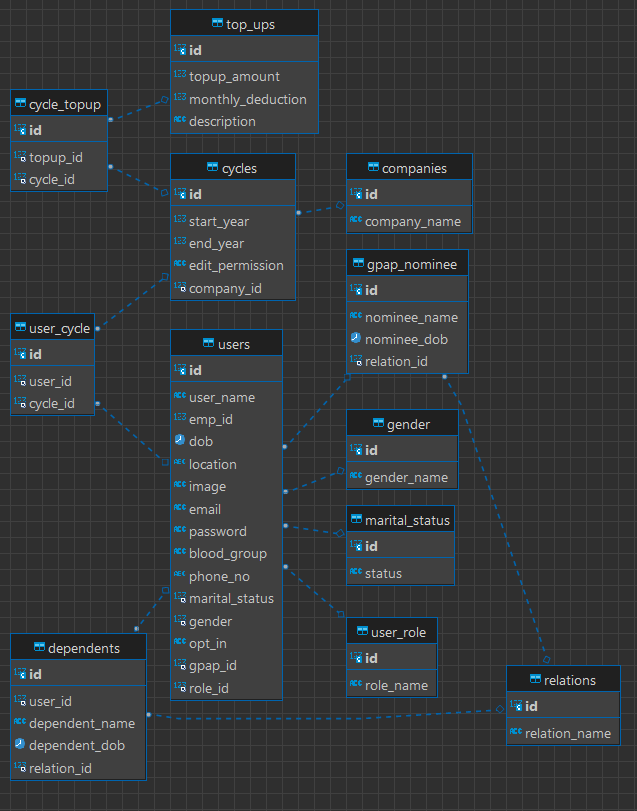 top_ups
id
topup_amount
monthly_deduction
description
cycle_topup
id
topup_id
cycle_id
cycles
id
start_year
end_year
edit_permission
company_id
companies
id
company_name
gpap_nominee
id
nominee_name
nominee_dob
relation_id
user_cycle
id
user_id
cycle_id
users
id
user_name
emp_id
dob
location
image
email
password
blood_group
phone_no
marital_status
gender
opt_in
gpap_id
role_id
gender
id
gender_name
marital_status
id
status
user_role
id
role_name
dependents
id
user_id
dependent_name
dependent_dob
relation_id
relations
id
relation_name